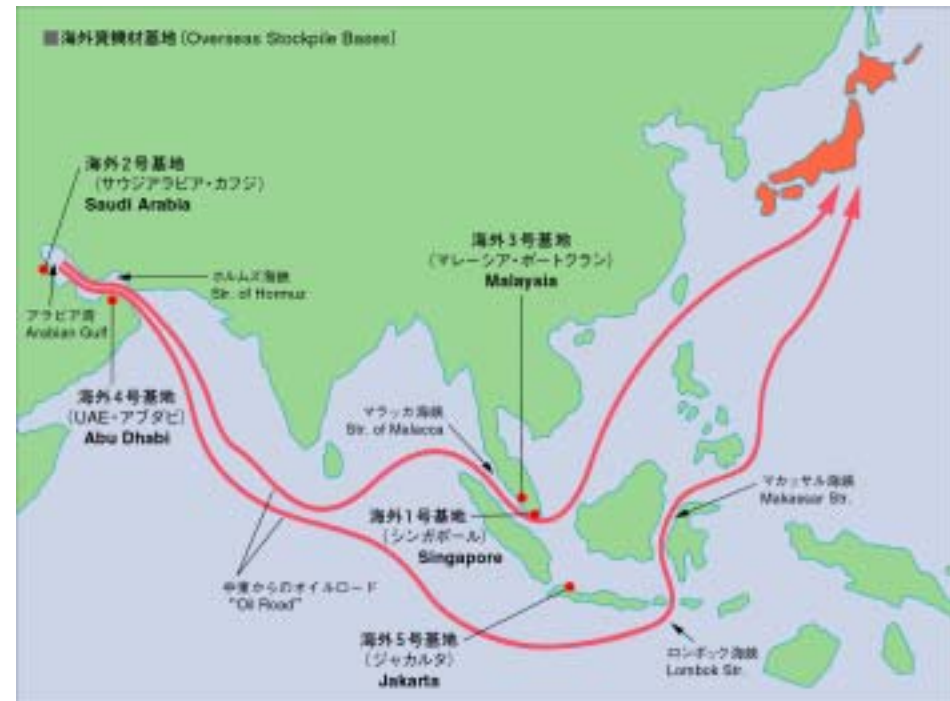 ■海外資機材基地 (Overseas Stockpile Bases)
海外2号基地
(サウジアラビア・カフジ)
Saudi Arabia
海外3号基地
(マレーシア・ポートクラン)
Malaysia
ホルムズ海峡
Str. of Hormuz
アラビア湾
Arabian Gulf
海外4号基地
(UAE・アブダビ)
Abu Dhabi
マラッカ海峡
Str. of Malacca
マカッサル海峡
Makassar Str.
海外1号基地
(シンガポール)
Singapore
中東からのオイルロード
"Oil Road"
海外5号基地
(ジャカルタ)
Jakarta
ロンボック海峡
Lombok Str.